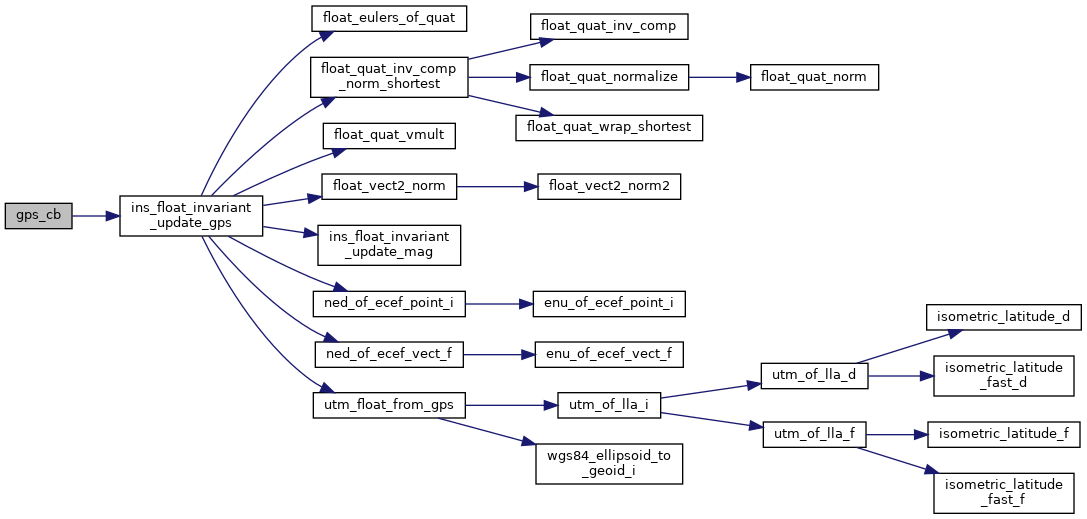 gps_cb
ins_float_invariant
_update_gps
float_eulers_of_quat
float_quat_inv_comp
_norm_shortest
float_quat_vmult
float_vect2_norm
ins_float_invariant
_update_mag
ned_of_ecef_point_i
ned_of_ecef_vect_f
utm_float_from_gps
float_quat_inv_comp
float_quat_normalize
float_quat_wrap_shortest
float_vect2_norm2
enu_of_ecef_point_i
enu_of_ecef_vect_f
utm_of_lla_i
wgs84_ellipsoid_to
_geoid_i
float_quat_norm
utm_of_lla_d
utm_of_lla_f
isometric_latitude_d
isometric_latitude
_fast_d
isometric_latitude_f
isometric_latitude
_fast_f